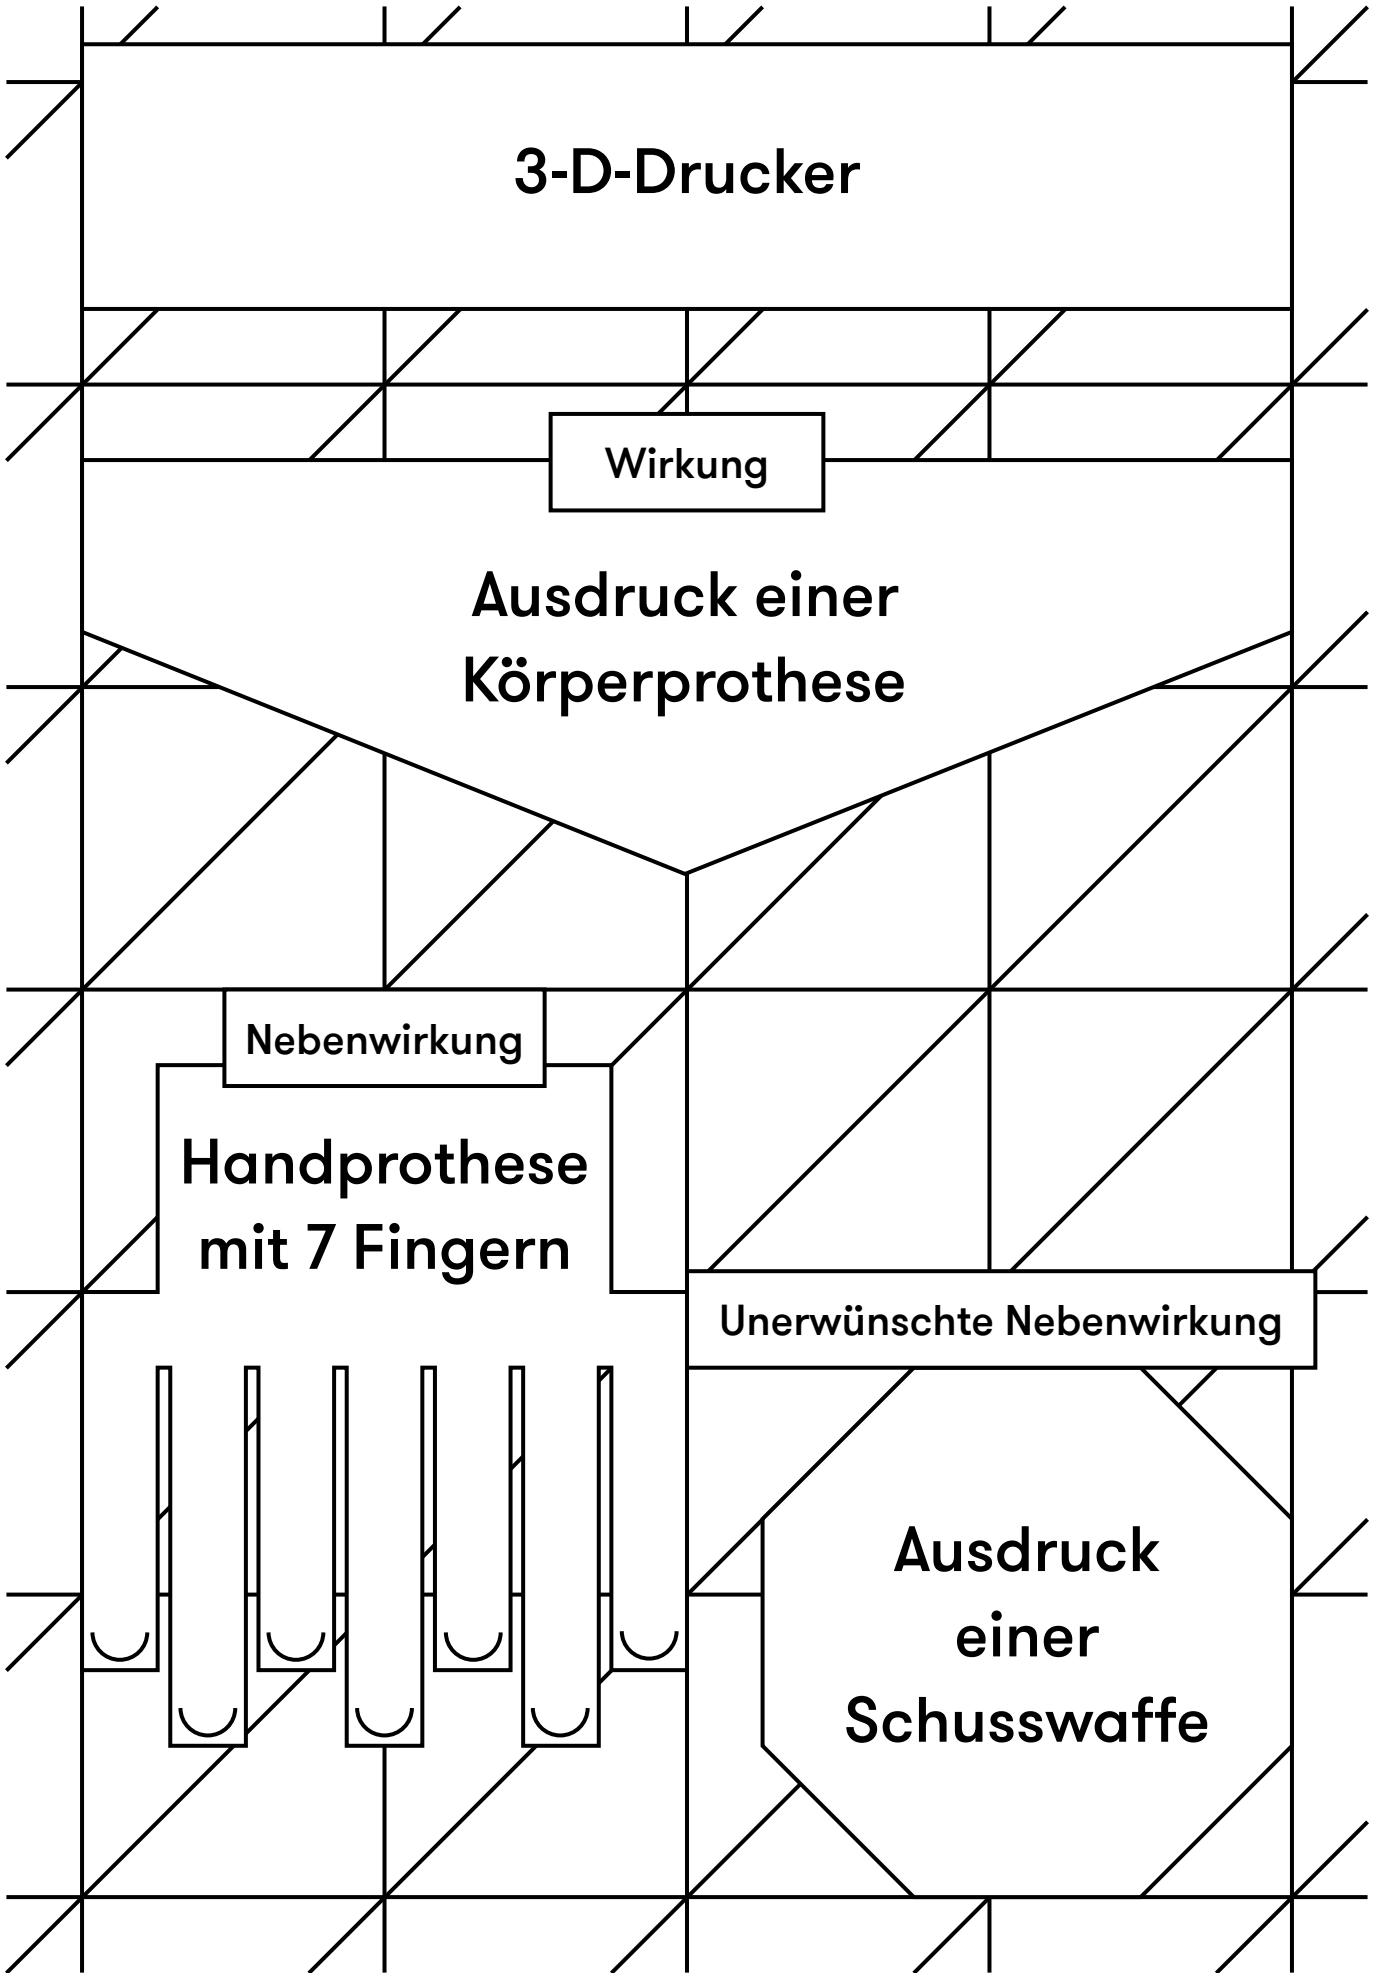 3-D-Drucker
Wirkung
Ausdruck einer
Körperprothese
Nebenwirkung
Handprothese
mit 7 Fingern
Unerwünschte Nebenwirkung
Ausdruck
einer
Schusswaffe